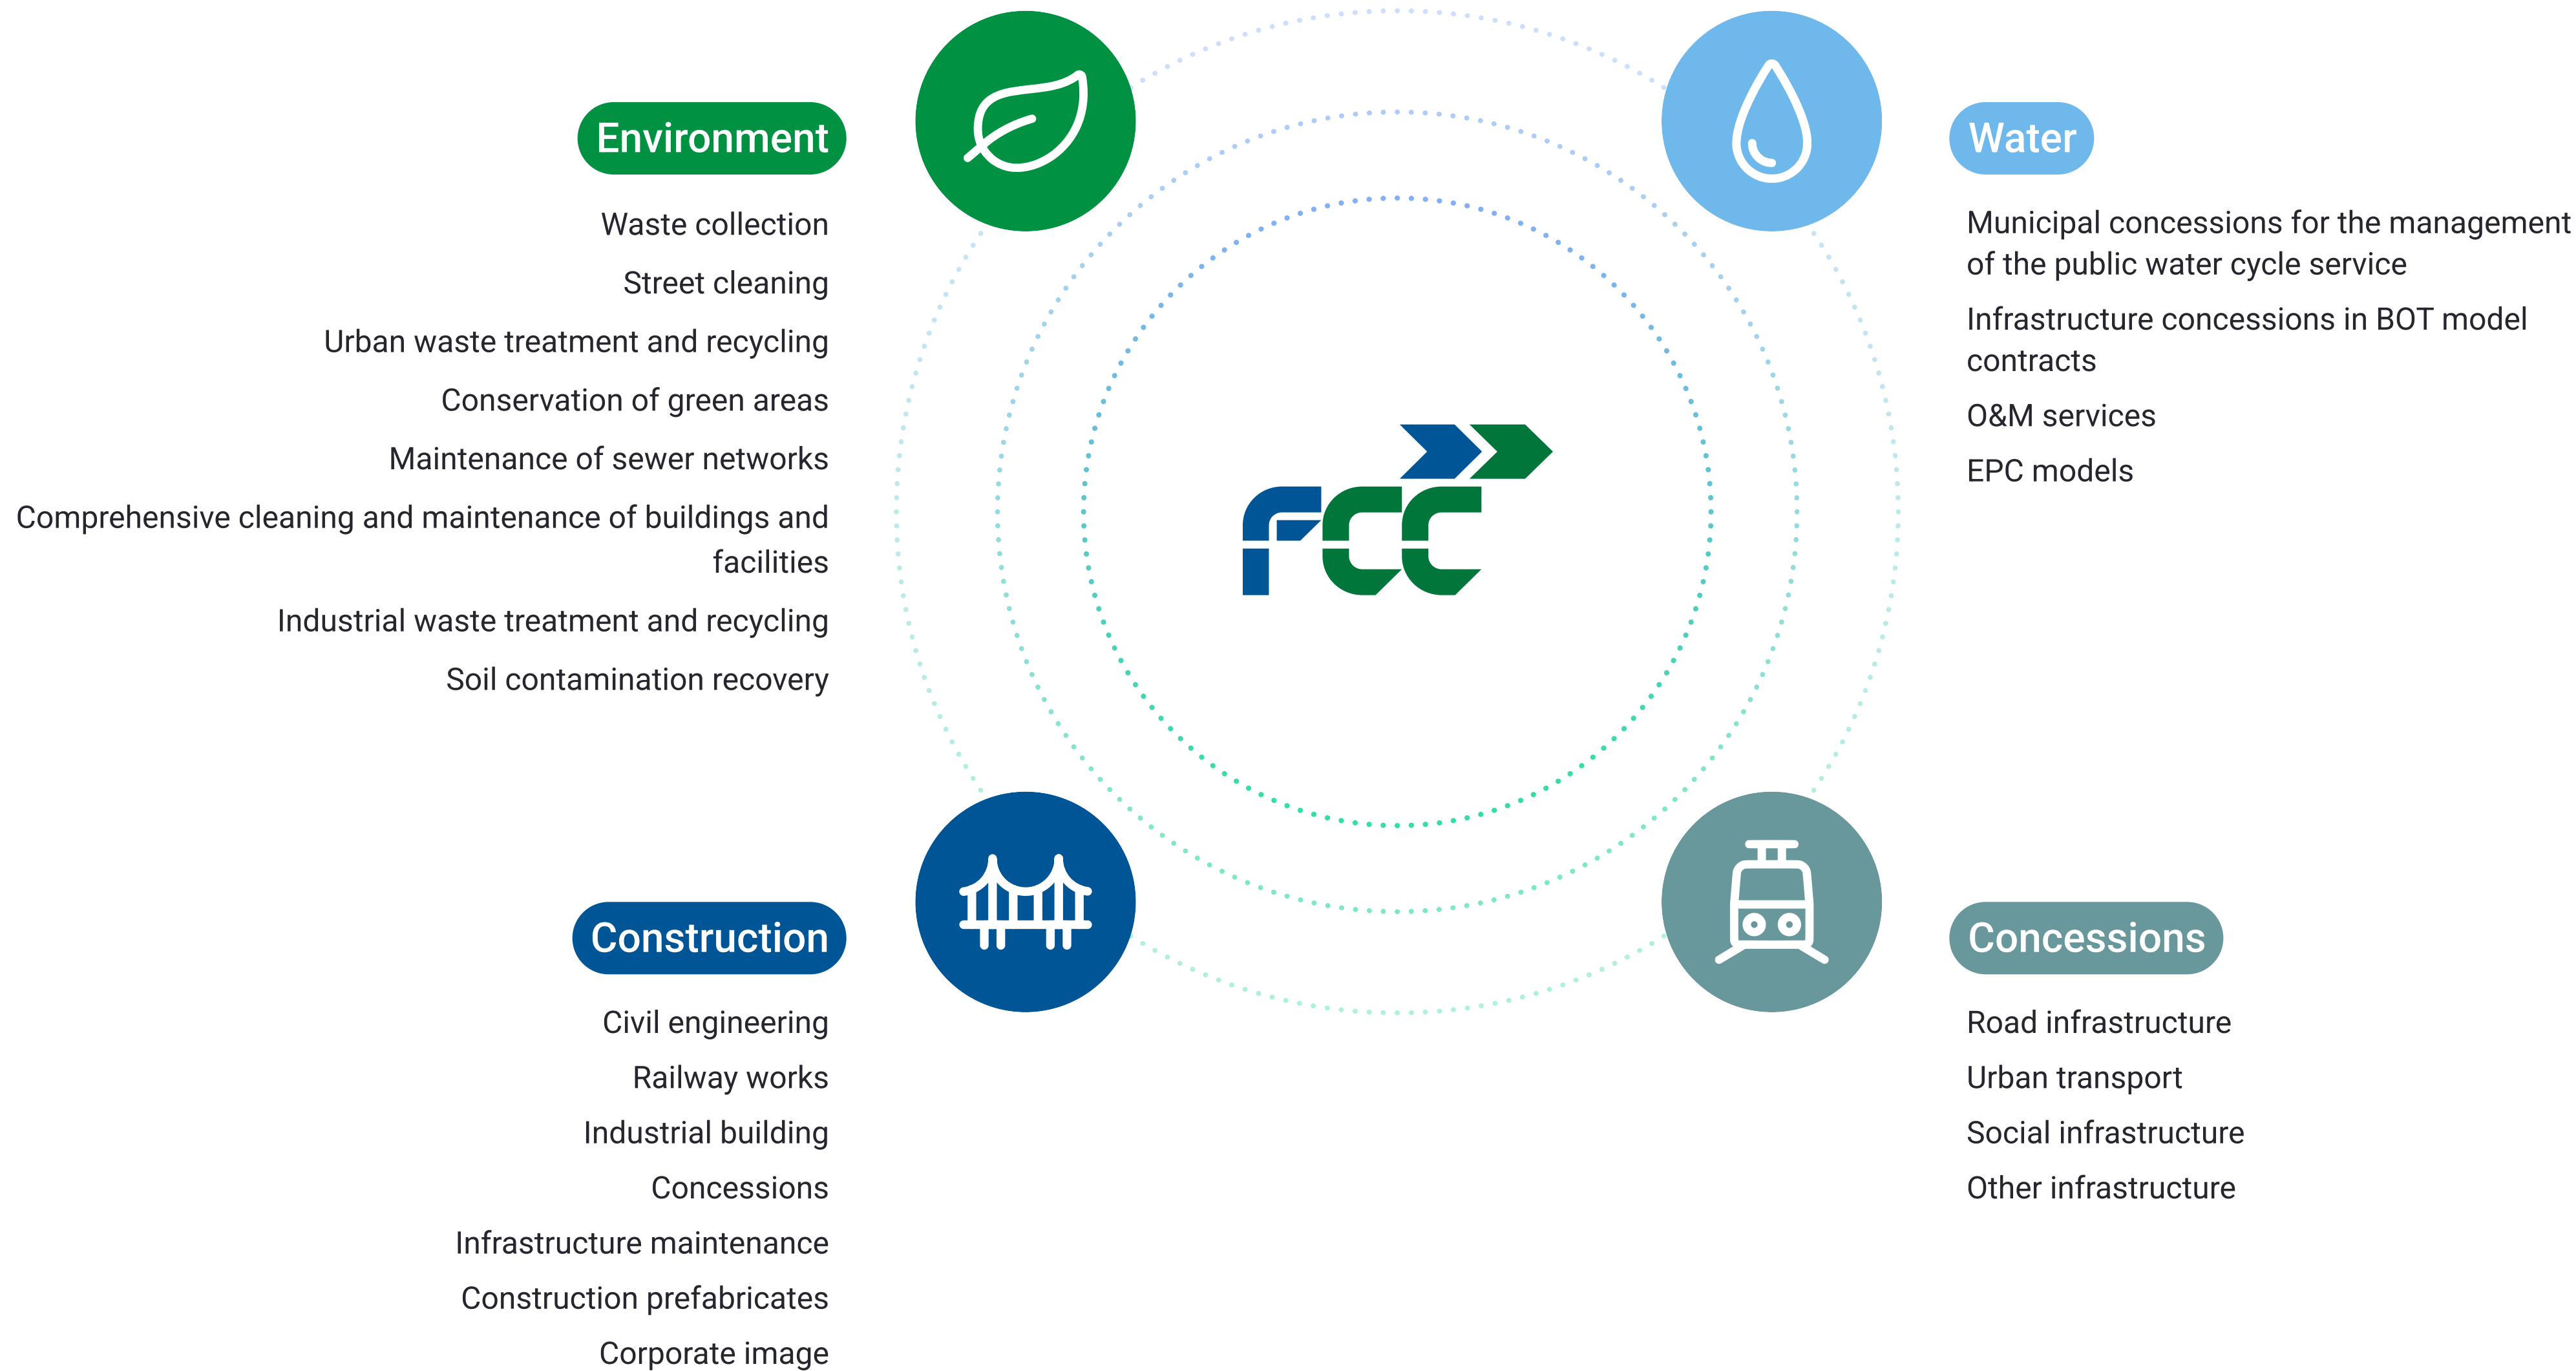 Environment
Waste collection
Street cleaning
Urban waste treatment and recycling
Conservation of green areas
Maintenance of sewer networks
Comprehensive cleaning and maintenance of buildings and
facilities
Industrial waste treatment and recycling
Soil contamination recovery
Water
Municipal concessions for the management
of the public water cycle service
Infrastructure concessions in BOT model
contracts
O&M services
EPC models
FCC
Construction
Civil engineering
Railway works
Industrial building
Concessions
Infrastructure maintenance
Construction prefabricates
Corporate image
Concessions
Road infrastructure
Urban transport
Social infrastructure
Other infrastructure